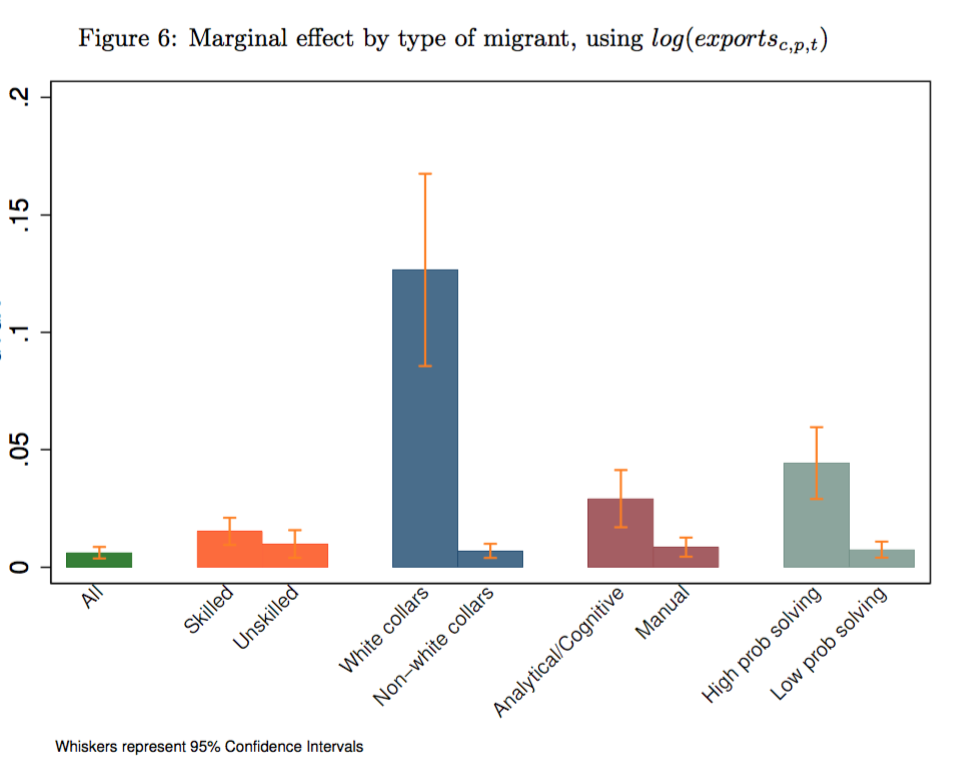 Figure 6: Marginal effect by type of migrant, using log(exports_{c,p,t})
.2
.15
.1
.05
0
All
Skilled
Unskilled
White collars
Non–white collars
Analytical/Cognitive
Manual
High prob solving
Low prob solving
Whiskers represent 95% Confidence Intervals